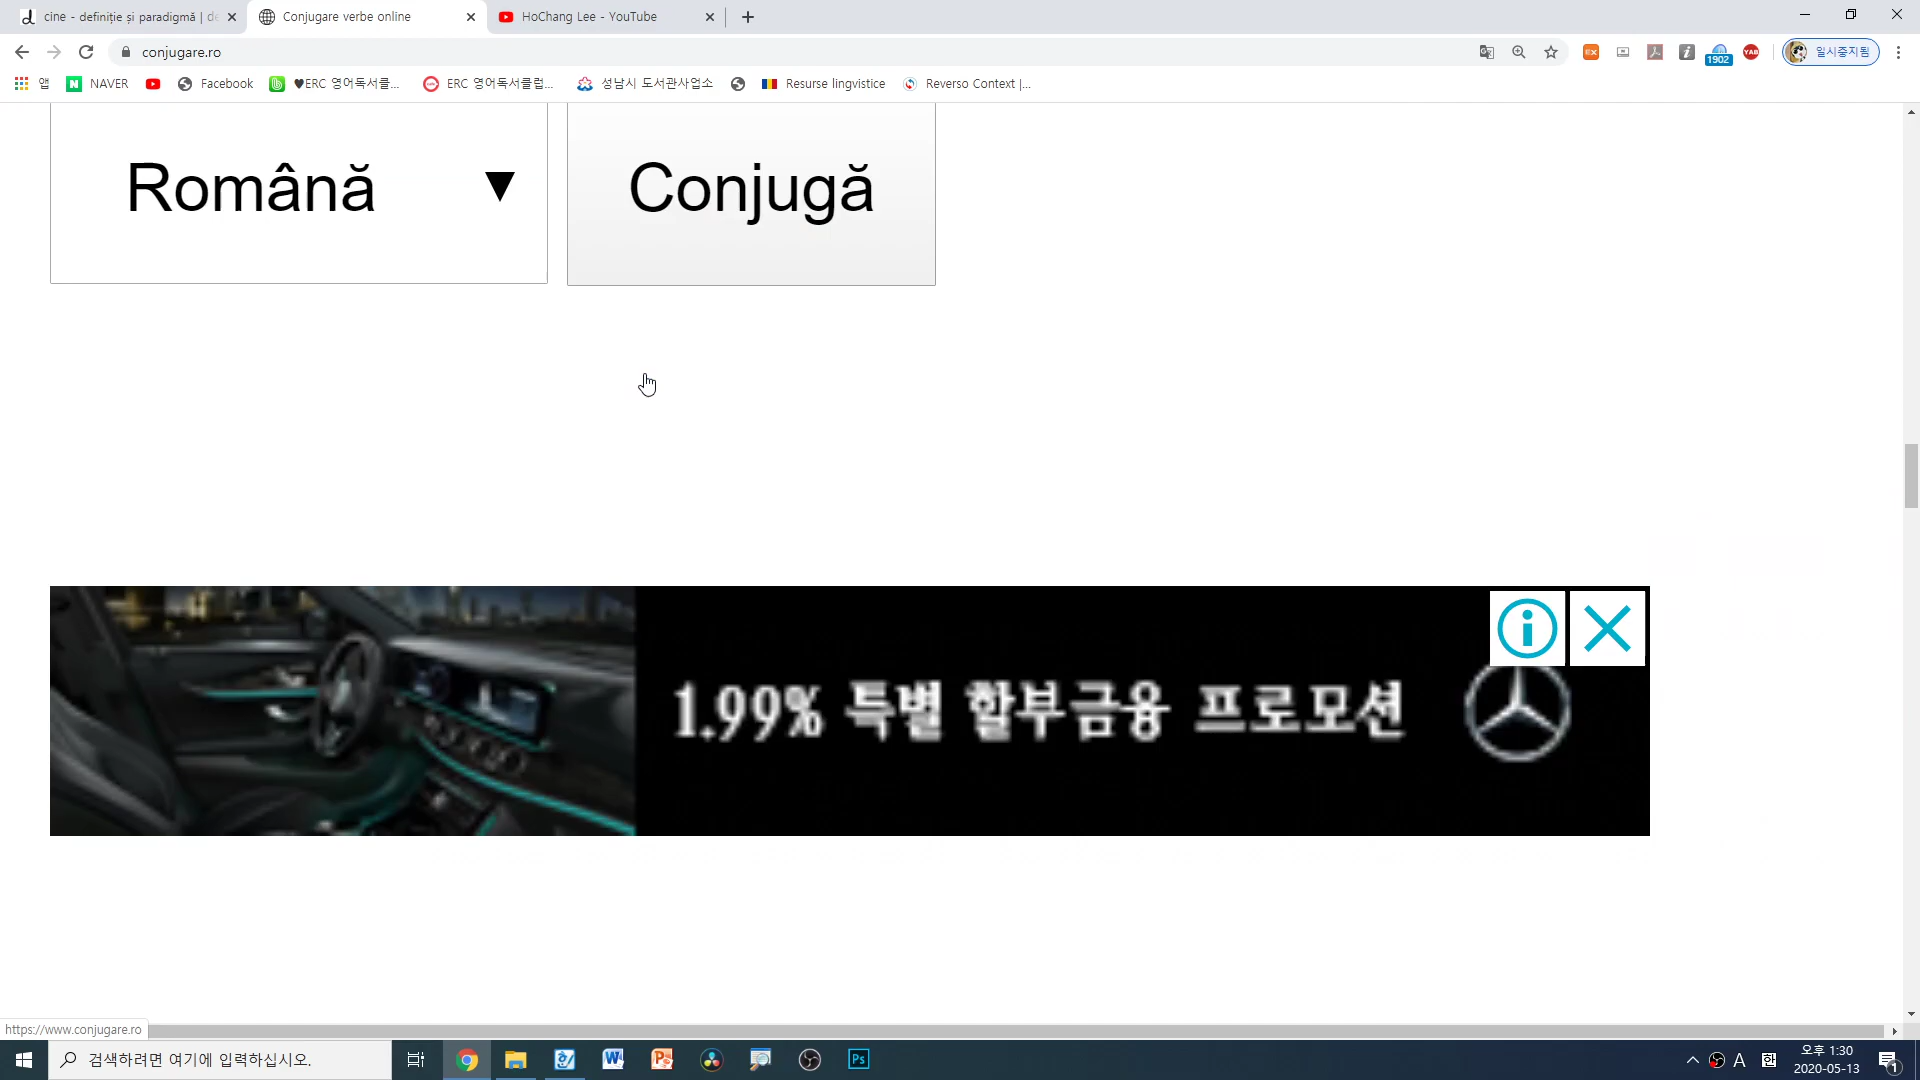 cine - definiție și paradigmă | de
Conjugare verbe online
HoChang Lee - YouTube
conjugare.ro
1902
YAB
일시중지됨
앱
NAVER
Facebook
♥ERC 영어독서클...
ERC 영어독서클럽...
성남시 도서관사업소
Resurse lingvistice
Reverso Context |...
Română ▼
Conjugă
1.99% 특별 할부금융 프로모션
https://www.conjugare.ro
검색하려면 여기에 입력하십시오.
A
오후 1:30
2020-05-13
1